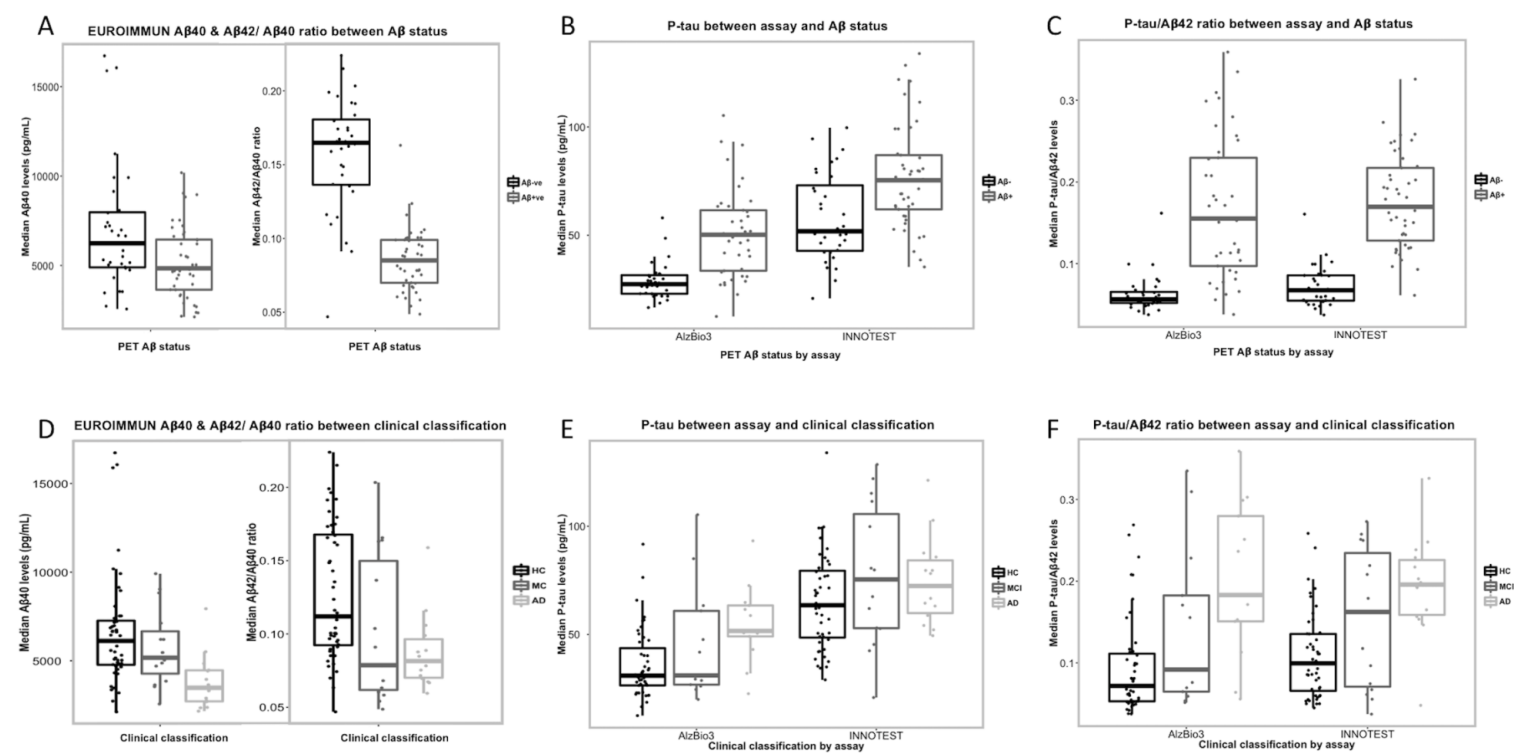 A
EUROIMMUN Aβ40 & Aβ42/ Aβ40 ratio between Aβ status
Median Aβ40 levels (pg/mL)
15000
10000
5000
PET Aβ status
Median Aβ42/Aβ40 ratio
0.20
0.15
0.10
0.05
PET Aβ status
Aβ-ve
Aβ+ve
B
P-tau between assay and Aβ status
Median P-tau levels (pg/mL)
100
50
AlzBio3
INNOTEST
PET Aβ status by assay
Aβ-
Aβ+
C
P-tau/Aβ42 ratio between assay and Aβ status
Median P-tau/Aβ42 levels
0.3
0.2
0.1
AlzBio3
INNOTEST
PET Aβ status by assay
Aβ-
Aβ+
D
EUROIMMUN Aβ40 & Aβ42/ Aβ40 ratio between clinical classification
Median Aβ40 levels (pg/mL)
15000
10000
5000
Clinical classification
Median Aβ42/Aβ40 ratio
0.20
0.15
0.10
0.05
Clinical classification
HC
MC
AD
E
P-tau between assay and clinical classification
Median P-tau levels (pg/mL)
100
50
AlzBio3
INNOTEST
Clinical classification by assay
HC
MCI
AD
F
P-tau/Aβ42 ratio between assay and clinical classification
Median P-tau/Aβ42 levels
0.3
0.2
0.1
AlzBio3
INNOTEST
Clinical classification by assay
HC
MCI
AD